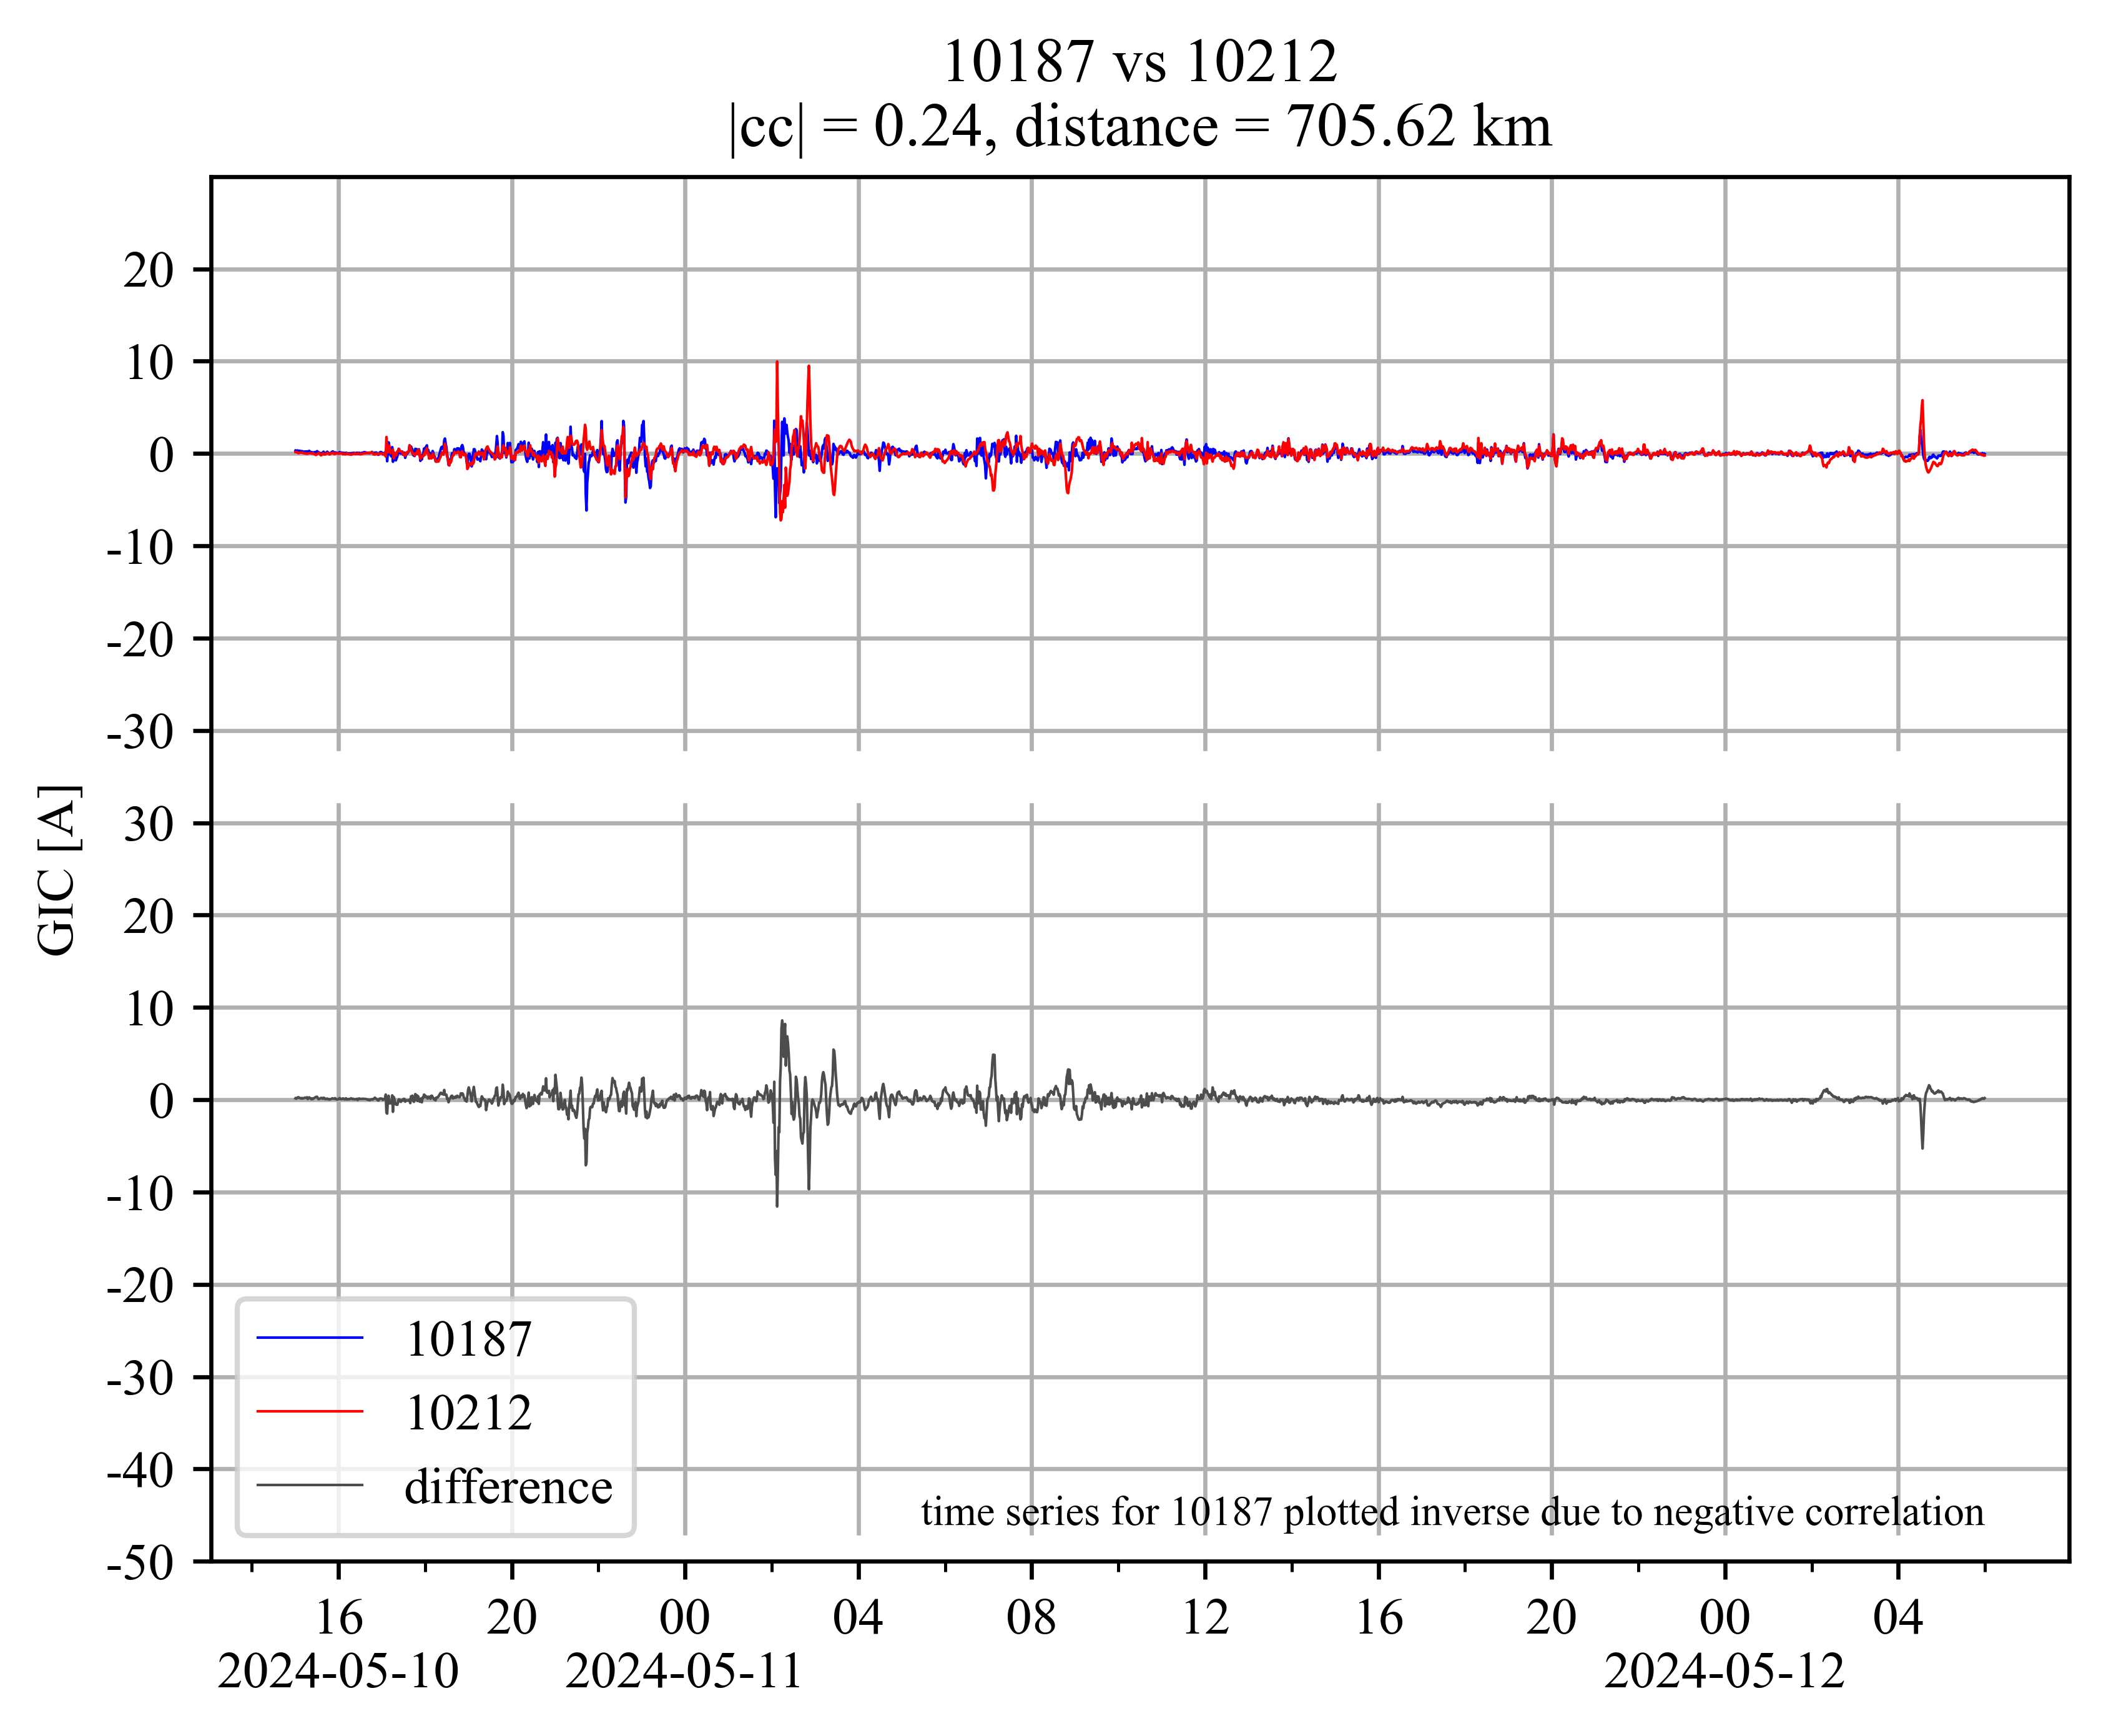 10187 vs 10212
|cc| = 0.24, distance = 705.62 km
20
10
0
-10
-20
-30
30
20
10
0
-10
-20
-30
-40
-50
GIC [A]
10187
10212
difference
time series for 10187 plotted inverse due to negative correlation
16 20 00 04 08 12 16 20 00 04
2024-05-10 2024-05-11 2024-05-12